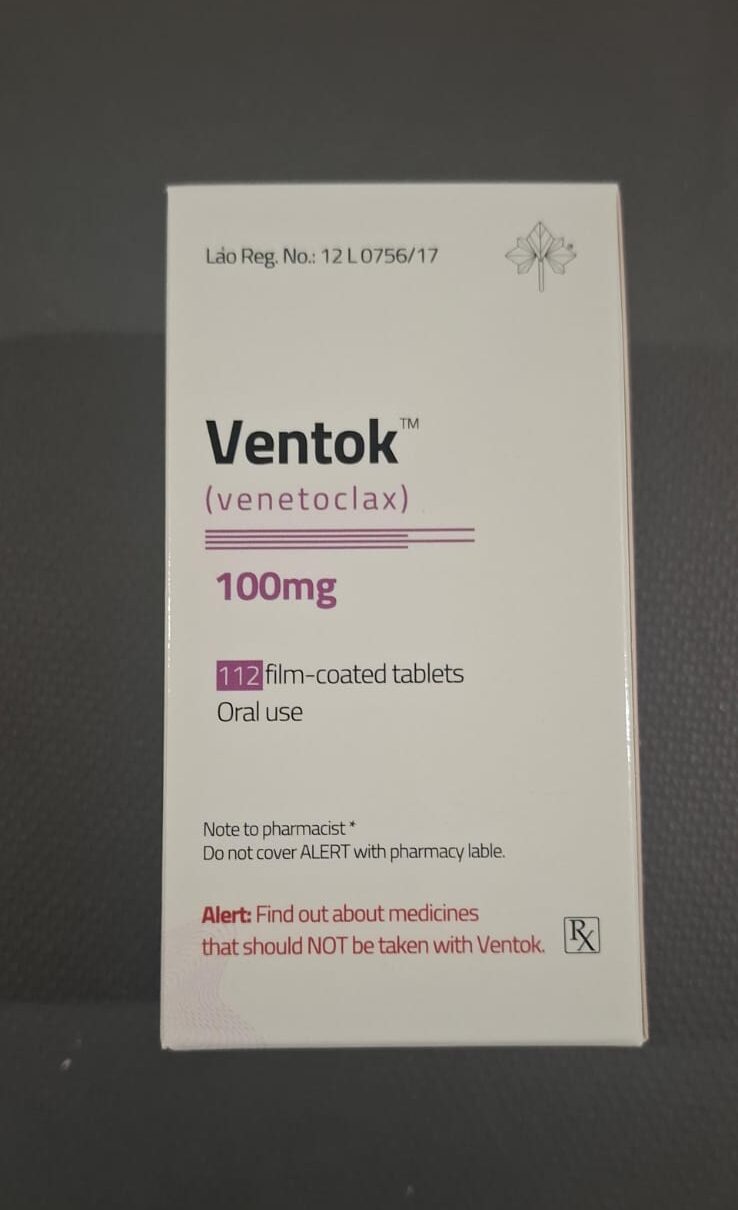 Láo Reg. No.: 12 L 0756/17
Ventok™
(venetoclax)
100mg
112 film-coated tablets
Oral use
Note to pharmacist *
Do not cover ALERT with pharmacy lable.
Alert: Find out about medicines
that should NOT be taken with Ventok.
Rx